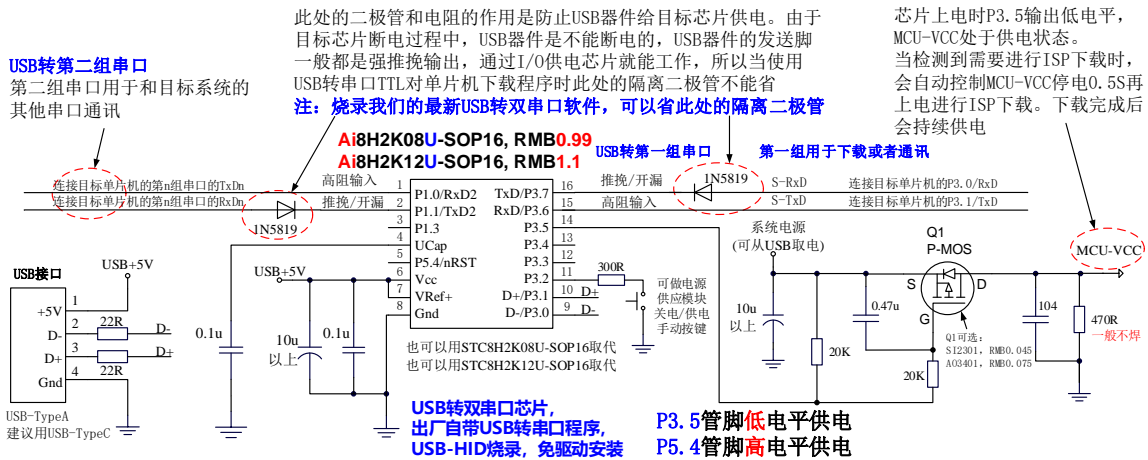 此处的二极管和电阻的作用是防止USB器件给目标芯片供电。由于
目标芯片断电过程中，USB器件是不能断电的，USB器件的发送脚
一般都是强推挽输出，通过I/O供电芯片就能工作，所以当使用
USB转串口TTL对单片机下载程序时此处的隔离二极管不能省
注：烧录我们的最新USB转双串口软件，可以省此处的隔离二极管
芯片上电时P3.5输出低电平，
MCU-VCC处于供电状态。
当检测到需要进行ISP下载时，
会自动控制MCU-VCC停电0.5S再
上电进行ISP下载。下载完成后
会持续供电
USB转第二组串口
第二组串口用于和目标系统的
其他串口通讯
Ai8H2K08U-SOP16, RMB0.99
Ai8H2K12U-SOP16, RMB1.1
USB转第一组串口
第一组用于下载或者通讯
连接目标单片机的第n组串口的TxDn
高阻输入
连接目标单片机的第n组串口的RxDn
推挽/开漏
1N5819
1
2
3
4
5
6
7
8
P1.0/RxD2
P1.1/TxD2
P1.3
UCap
P5.4/nRST
Vcc
VRef+
Gnd
TxD/P3.7
RxD/P3.6
P3.5
P3.4
P3.3
P3.2
D+/P3.1
D-/P3.0
16
15
14
13
12
11
10
9
推挽/开漏
1N5819
S-RxD
连接目标单片机的P3.0/RxD
高阻输入
S-TxD
连接目标单片机的P3.1/TxD
系统电源
(可从USB取电)
Q1
P-MOS
MCU-VCC
S
D
G
USB接口
USB+5V
+5V
1
D-
2
22R
D-
D+
3
22R
D+
Gnd
4
USB-TypeA
建议用USB-TypeC
0.1u
USB+5V
10u
以上
0.1u
300R
D+
D-
可做电源
供应模块
关电/供电
手动按键
10u
以上
0.47u
20K
20K
Q1可选：
SI2301, RMB0.045
AO3401, RMB0.075
104
470R
一般不焊
也可以用STC8H2K08U-SOP16取代
也可以用STC8H2K12U-SOP16取代
USB转双串口芯片，
出厂自带USB转串口程序，
USB-HID烧录，免驱动安装
P3.5管脚低电平供电
P5.4管脚高电平供电